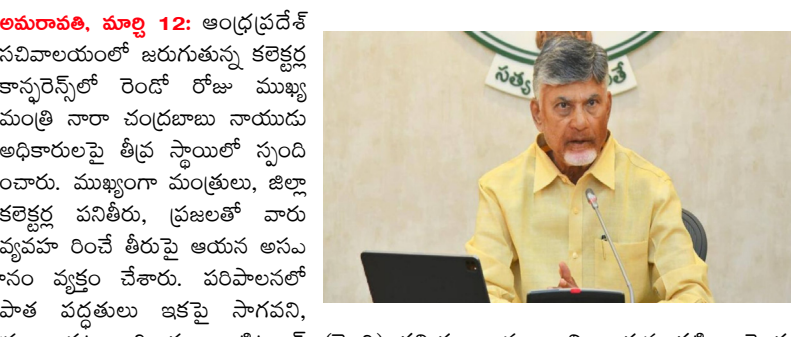 అమరావతి, మార్చి 12: ఆంధ్రప్రదేశ్
సచివాలయంలో జరుగుతున్న కలెక్టర్ల
కాన్ఫరెన్స్‌లో రెండో రోజు ముఖ్య
మంత్రి నారా చంద్రబాబు నాయుడు
అధికారులపై తీవ్ర స్థాయిలో స్పంది
ంచారు. ముఖ్యంగా మంత్రులు, జిల్లా
కలెక్టర్ల పనితీరు, ప్రజలతో వారు
వ్యవహ రించే తీరుపై ఆయన అసం
నం వ్యక్తం చేశారు. పరిపాలనలో
పాత పద్ధతులు ఇకపై సాగవని,
సత్య